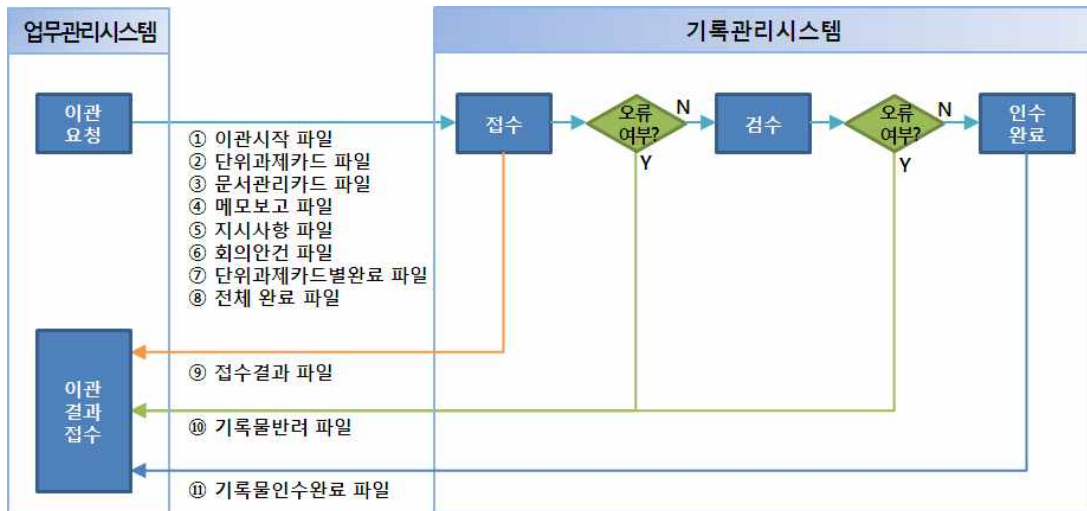 업무관리시스템
기록관리시스템
이관
요청
접수
오류
여부?
N
Y
검수
오류
여부?
N
Y
인수
완료
① 이관시작 파일
② 단위과제카드 파일
③ 문서관리카드 파일
④ 메모보고 파일
⑤ 지시사항 파일
⑥ 회의안건 파일
⑦ 단위과제카드별완료 파일
⑧ 전체 완료 파일
이관
결과
접수
⑨ 접수결과 파일
⑩ 기록물반려 파일
⑪ 기록물인수완료 파일